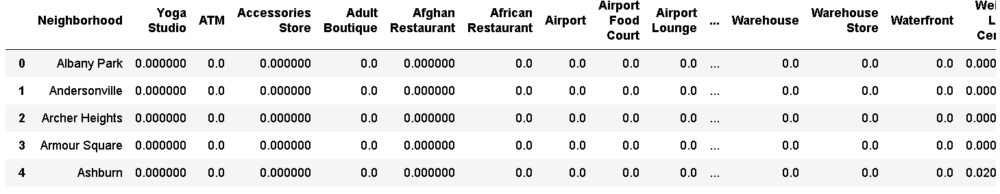 Neighborhood Yoga Studio ATM Accessories Store Adult Boutique Afghan Restaurant African Restaurant Airport Airport Food Court Airport Lounge ... Warehouse Warehouse Store Waterfront Wei L Cer
0 Albany Park 0.000000 0.0 0.000000 0.0 0.000000 0.0 0.0 0.0 0.0 ... 0.0 0.0 0.0 0.000
1 Andersonville 0.000000 0.0 0.000000 0.0 0.000000 0.0 0.0 0.0 0.0 ... 0.0 0.0 0.0 0.000
2 Archer Heights 0.000000 0.0 0.000000 0.0 0.000000 0.0 0.0 0.0 0.0 ... 0.0 0.0 0.0 0.000
3 Armour Square 0.000000 0.0 0.000000 0.0 0.000000 0.0 0.0 0.0 0.0 ... 0.0 0.0 0.0 0.000
4 Ashburn 0.000000 0.0 0.000000 0.0 0.000000 0.0 0.0 0.0 0.0 ... 0.0 0.0 0.0 0.020